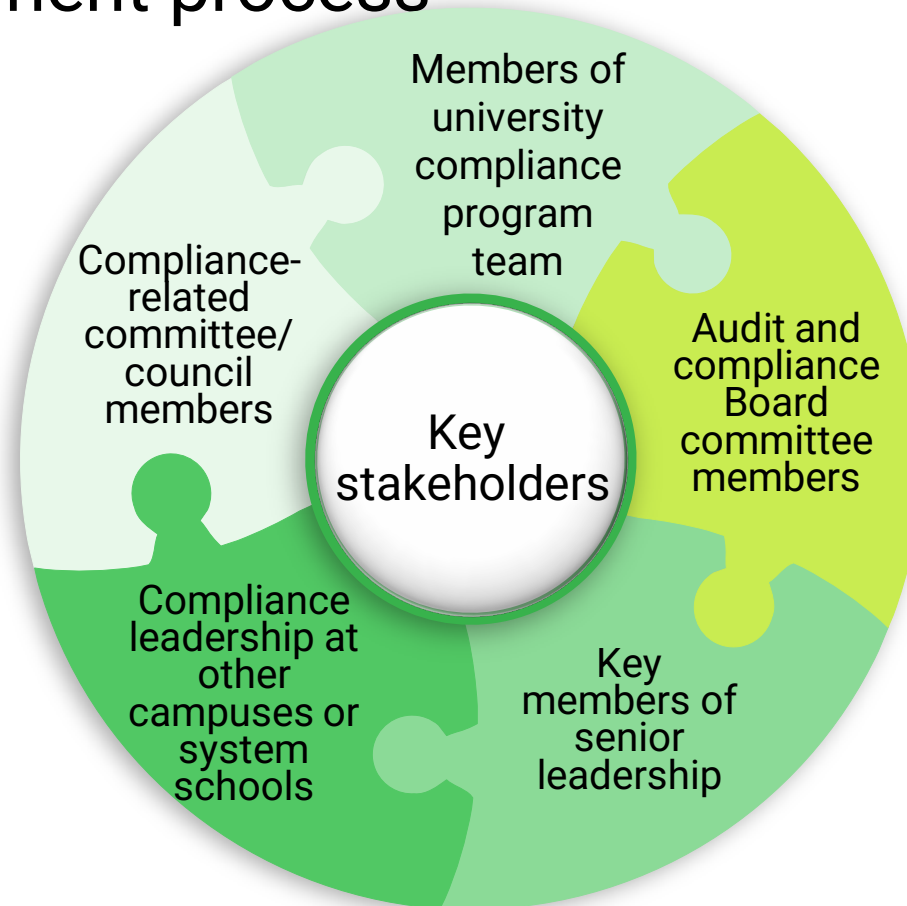 process
Members of
university
compliance
program
team
Compliance-
related
committee/
council
members
Audit and
compliance
Board
committee
members
Key
stakeholders
Compliance
leadership at
other
campuses or
system
schools
Key
members of
senior
leadership